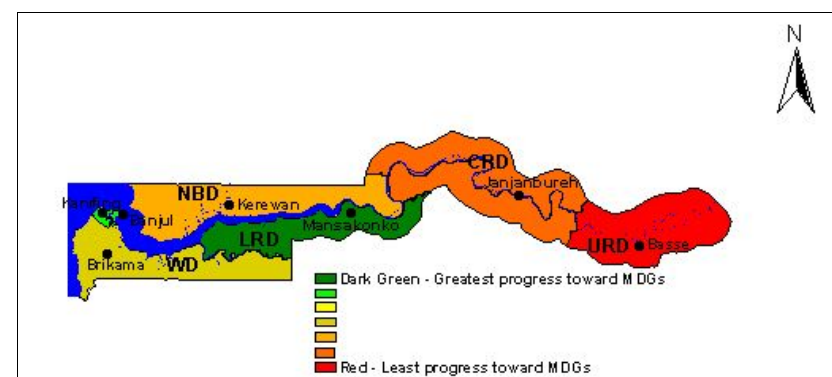 N
CRD
Janjanbureh
NBD
Kanifing
Kerewan
Banjul
Mansakonko
LRD
URD
Basse
Brikama
WD
Dark Green - Greatest progress toward MDGs
Red - Least progress toward MDGs